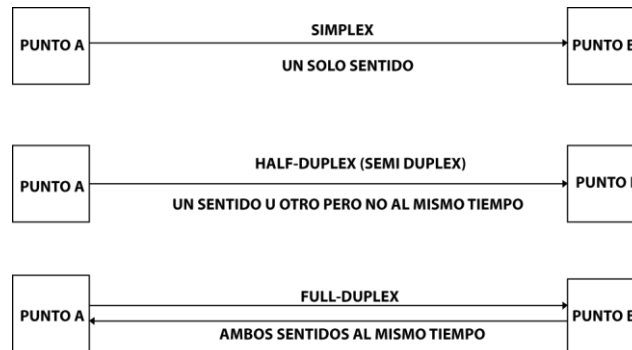 SIMPLEX
PUNTO A
PUNTO B
UN SOLO SENTIDO
HALF-DUPLEX (SEMI DUPLEX)
PUNTO A
PUNTO
UN SENTIDO U OTRO PERO NO AL MISMO TIEMPO
FULL-DUPLEX
PUNTO A
PUNTO B
AMBOS SENTIDOS AL MISMO TIEMPO